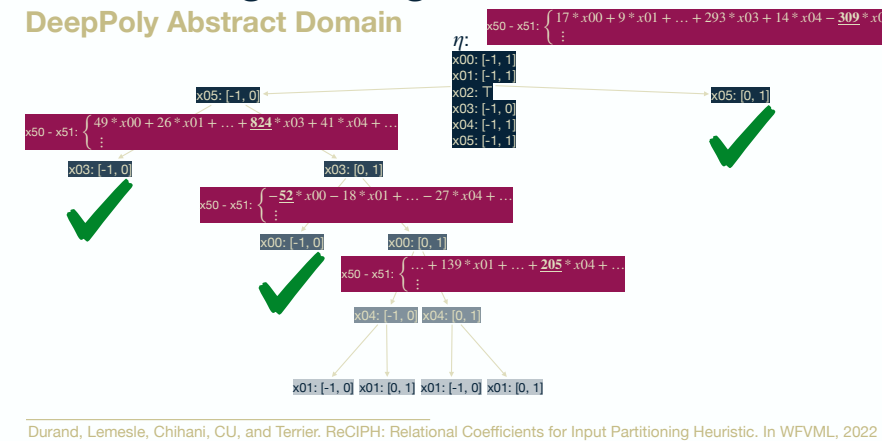 DeepPoly Abstract Domain
x50 - x51: { 17 * x00 + 9 * x01 + … + 293 * x03 + 14 * x04 − 309 *
⋮
η:
x00: [-1, 1]
x01: [-1, 1]
x02: ⊤
x03: [-1, 0]
x04: [-1, 1]
x05: [-1, 1]
x05: [-1, 0]
x05: [0, 1]
x50 - x51: { 49 * x00 + 26 * x01 + … + 824 * x03 + 41 * x04 + …
⋮
x03: [-1, 0] x03: [0, 1]
x50 - x51: { −52 * x00 − 18 * x01 + … − 27 * x04 + …
⋮
x00: [-1, 0] x00: [0, 1]
x50 - x51: { … + 139 * x01 + … + 205 * x04 + …
⋮
x04: [-1, 0] x04: [0, 1]
x01: [-1, 0] x01: [0, 1] x01: [-1, 0] x01: [0, 1]
Durand, Lemesle, Chihani, CU, and Terrier. ReCIPH: Relational Coefficients for Input Partitioning Heuristic. In WFVML, 2022